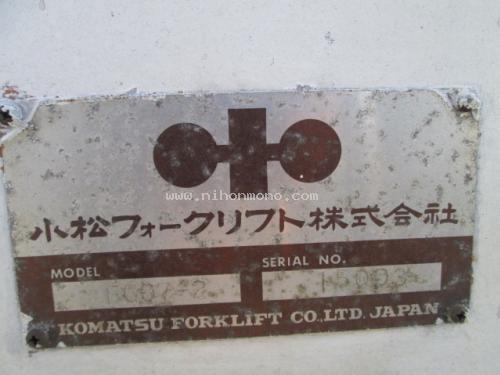 www.nihonmono.com
小松フォークリフト株式会社
MODEL SERIAL NO.
15093
KOMATSU FORKLIFT CO.,LTD. JAPAN